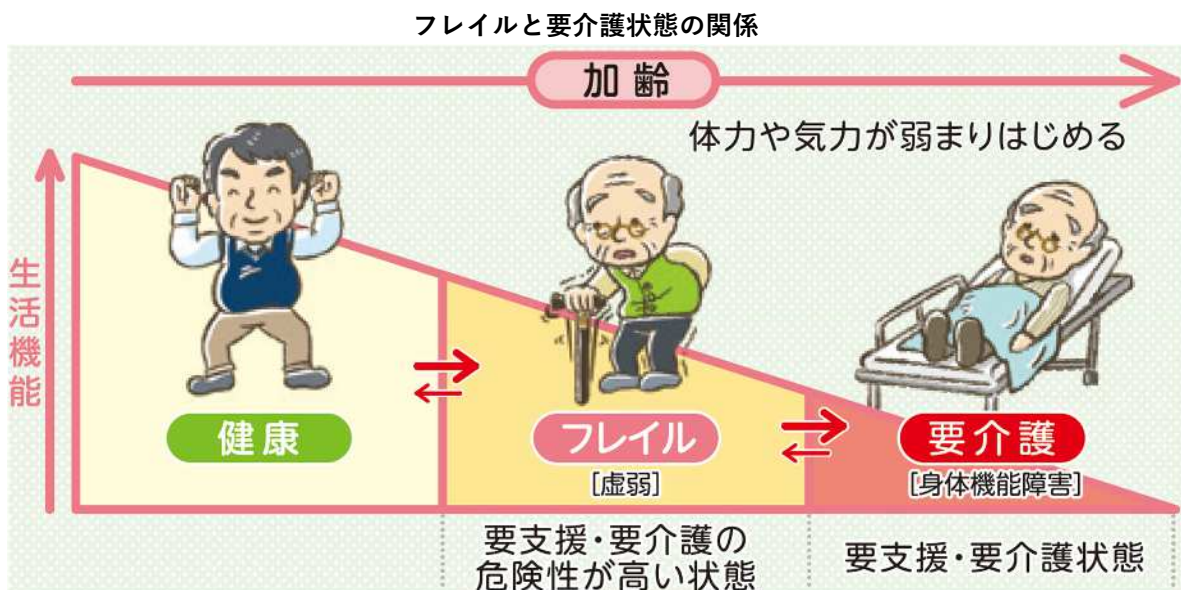 フレイルと要介護状態の関係
加齢
体力や気力が弱まりはじめる
生活機能
健康
フレイル
[虚弱]
要介護
[身体機能障害]
要支援・要介護の
危険性が高い状態
要支援・要介護状態